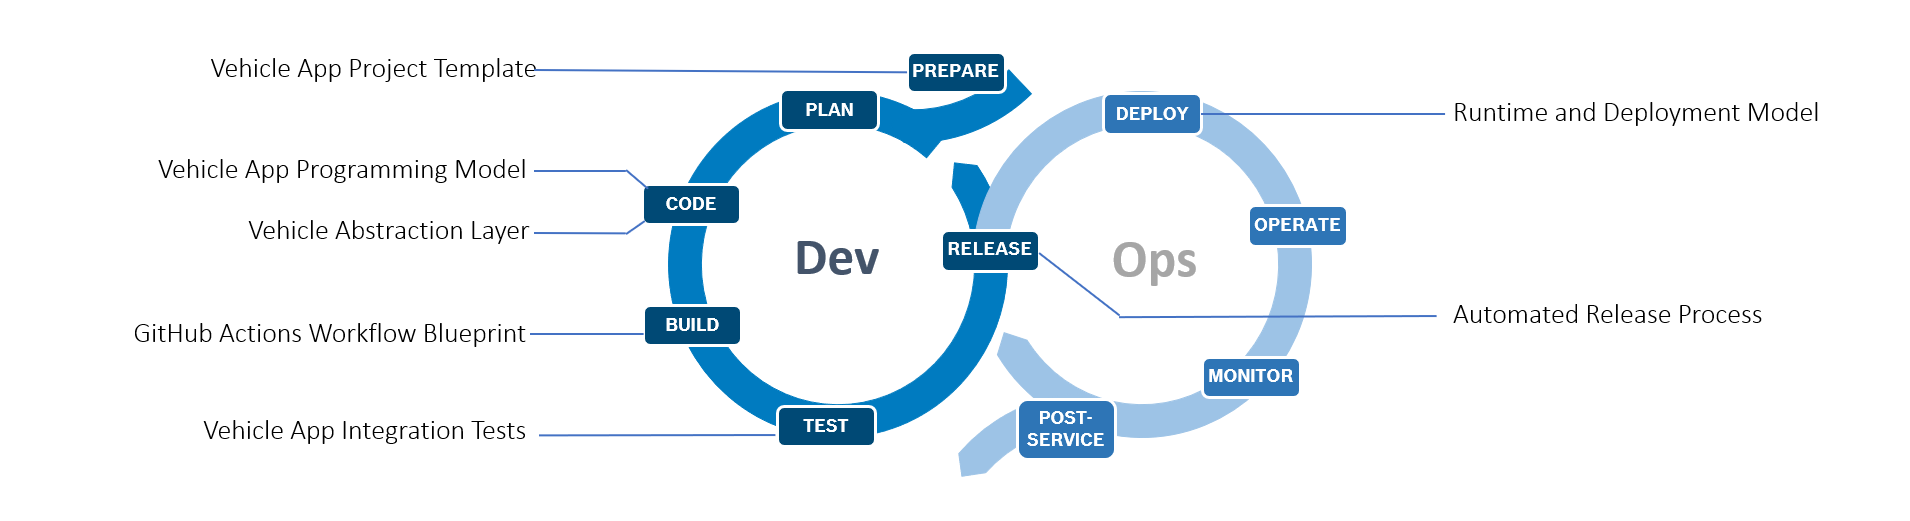 Vehicle App Project Template
PREPARE
PLAN
DEPLOY
Runtime and Deployment Model
Vehicle App Programming Model
CODE
Vehicle Abstraction Layer
OPERATE
Dev
RELEASE
Ops
GitHub Actions Workflow Blueprint
BUILD
Automated Release Process
MONITOR
Vehicle App Integration Tests
TEST
POST-
SERVICE